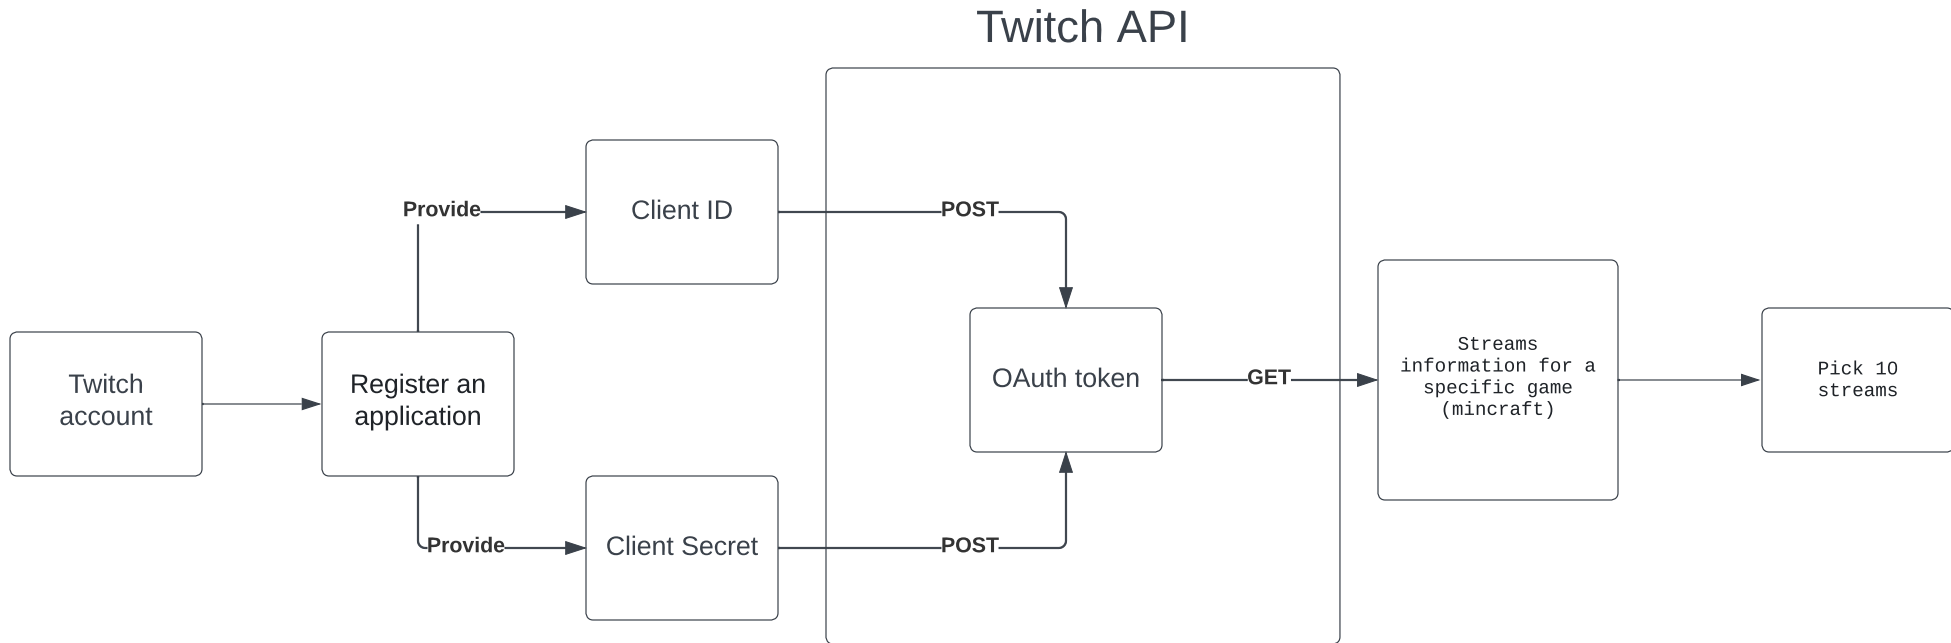 Twitch API
Provide
Client ID
POST
Twitch
account
Register an
application
OAuth token
GET
Streams
information for a
specific game
(mincraft)
Pick 10
streams
Provide
Client Secret
POST